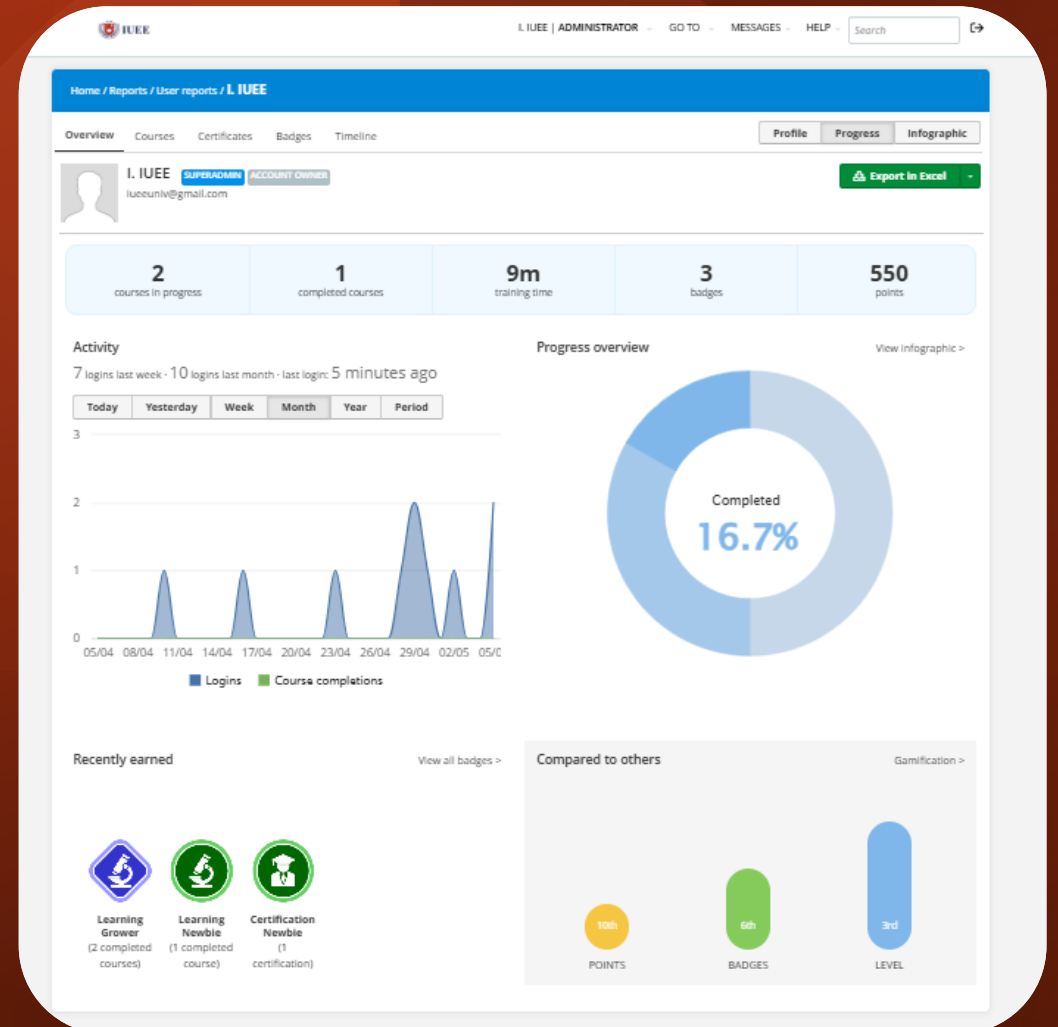 IUEE
I. IUEE | ADMINISTRATOR GO TO MESSAGES HELP Search
Home / Reports / User reports / I. IUEE
Overview Courses Certificates Badges Timeline
Profile Progress Infographic
I. IUEE SUPERADMIN ACCOUNT OWNER
iueeuniv@gmail.com
Export in Excel
2 1 9m 3 550
courses in progress completed courses training time badges points
Activity
7 logins last week · 10 logins last month · last login: 5 minutes ago
Today Yesterday Week Month Year Period
3
2
1
0
05/04 08/04 11/04 14/04 17/04 20/04 23/04 26/04 29/04 02/05 05/0
Logins Course completions
Progress overview View infographic >
Completed
16.7%
Recently earned View all badges >
Learning Grower (2 completed courses)
Learning Newbie (1 completed course)
Certification Newbie (1 certification)
Compared to others Gamification >
10th 6th 3rd
POINTS BADGES LEVEL